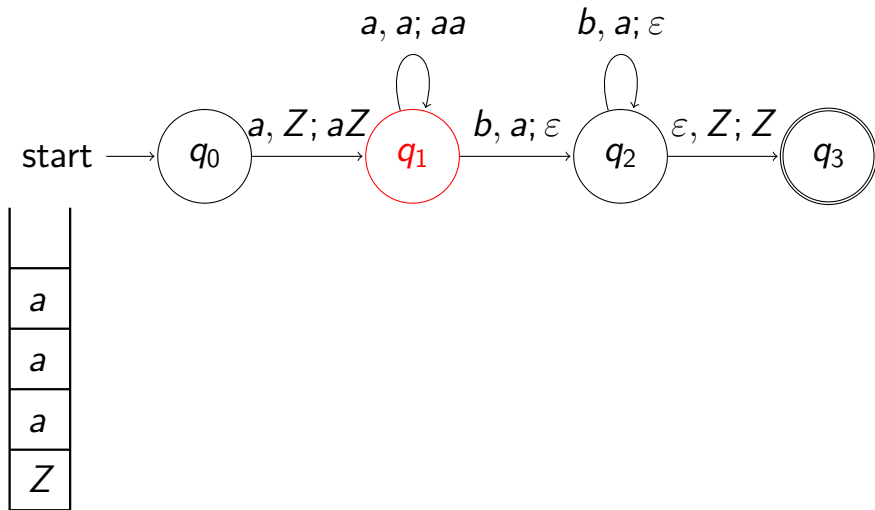 a, a; aa
b, a; ε
a, Z; aZ
b, a; ε
ε, Z; Z
start
q₀
q₁
q₂
q₃
a
a
a
Z